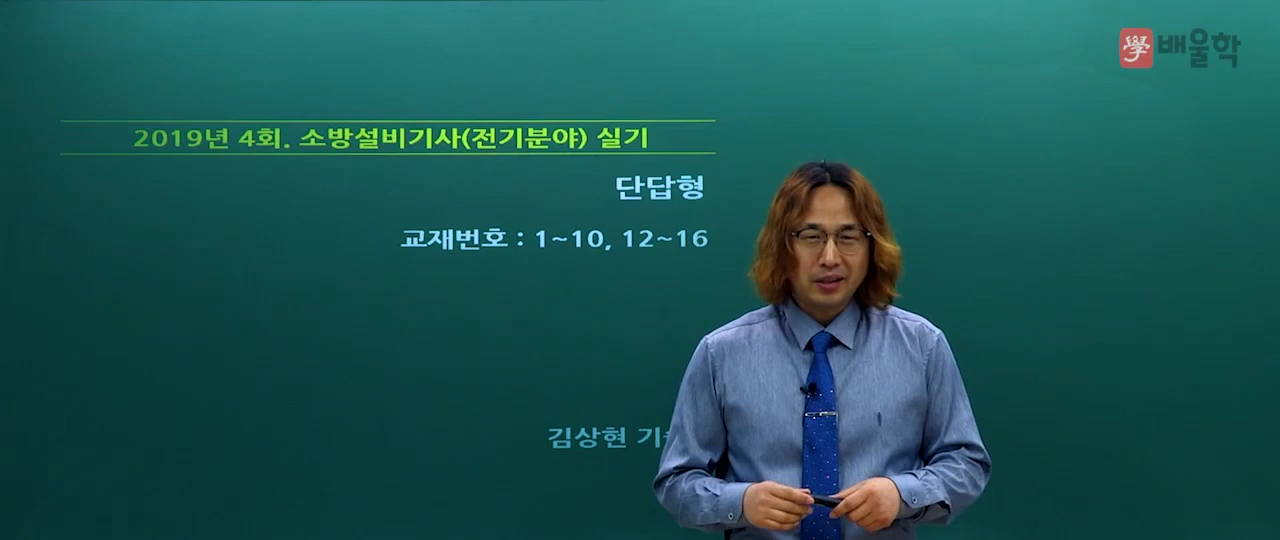 學 배울학
2019년 4회. 소방설비기사(전기분야) 실기
단답형
교재번호 : 1~10, 12~16
김상현